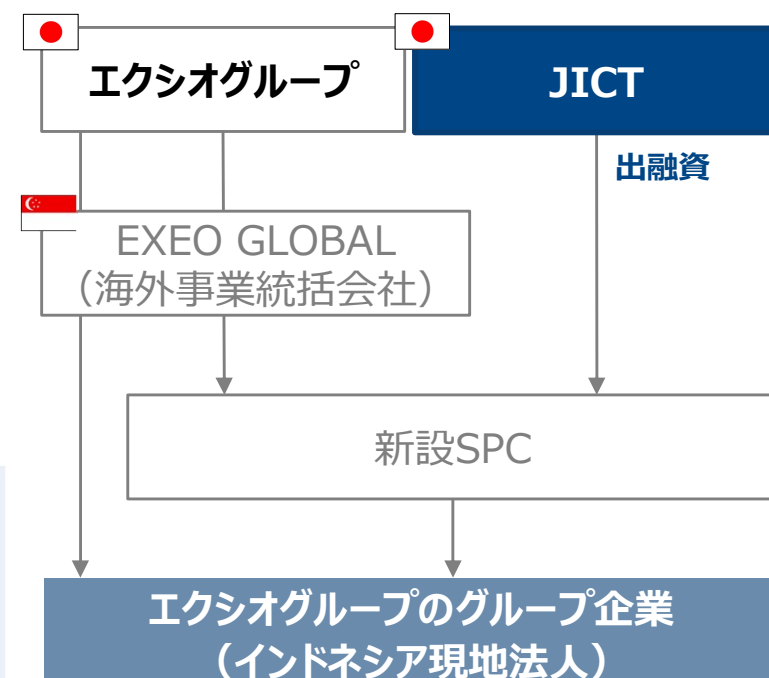 エクシオグループ
JICT
出融資
EXEO GLOBAL
（海外事業統括会社）
新設SPC
エクシオグループのグループ企業
（インドネシア現地法人）